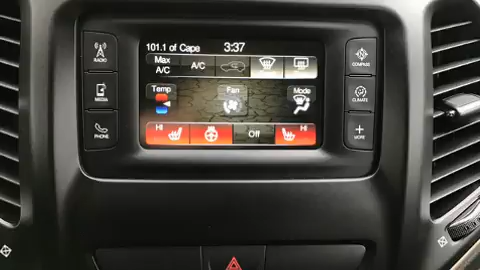 101.1 of Cape 3:37
RADIO
COMPASS
Max
A/C
A/C
MEDIA
Temp
Fan
Mode
CLIMATE
PHONE
HI
Off
HI
MORE